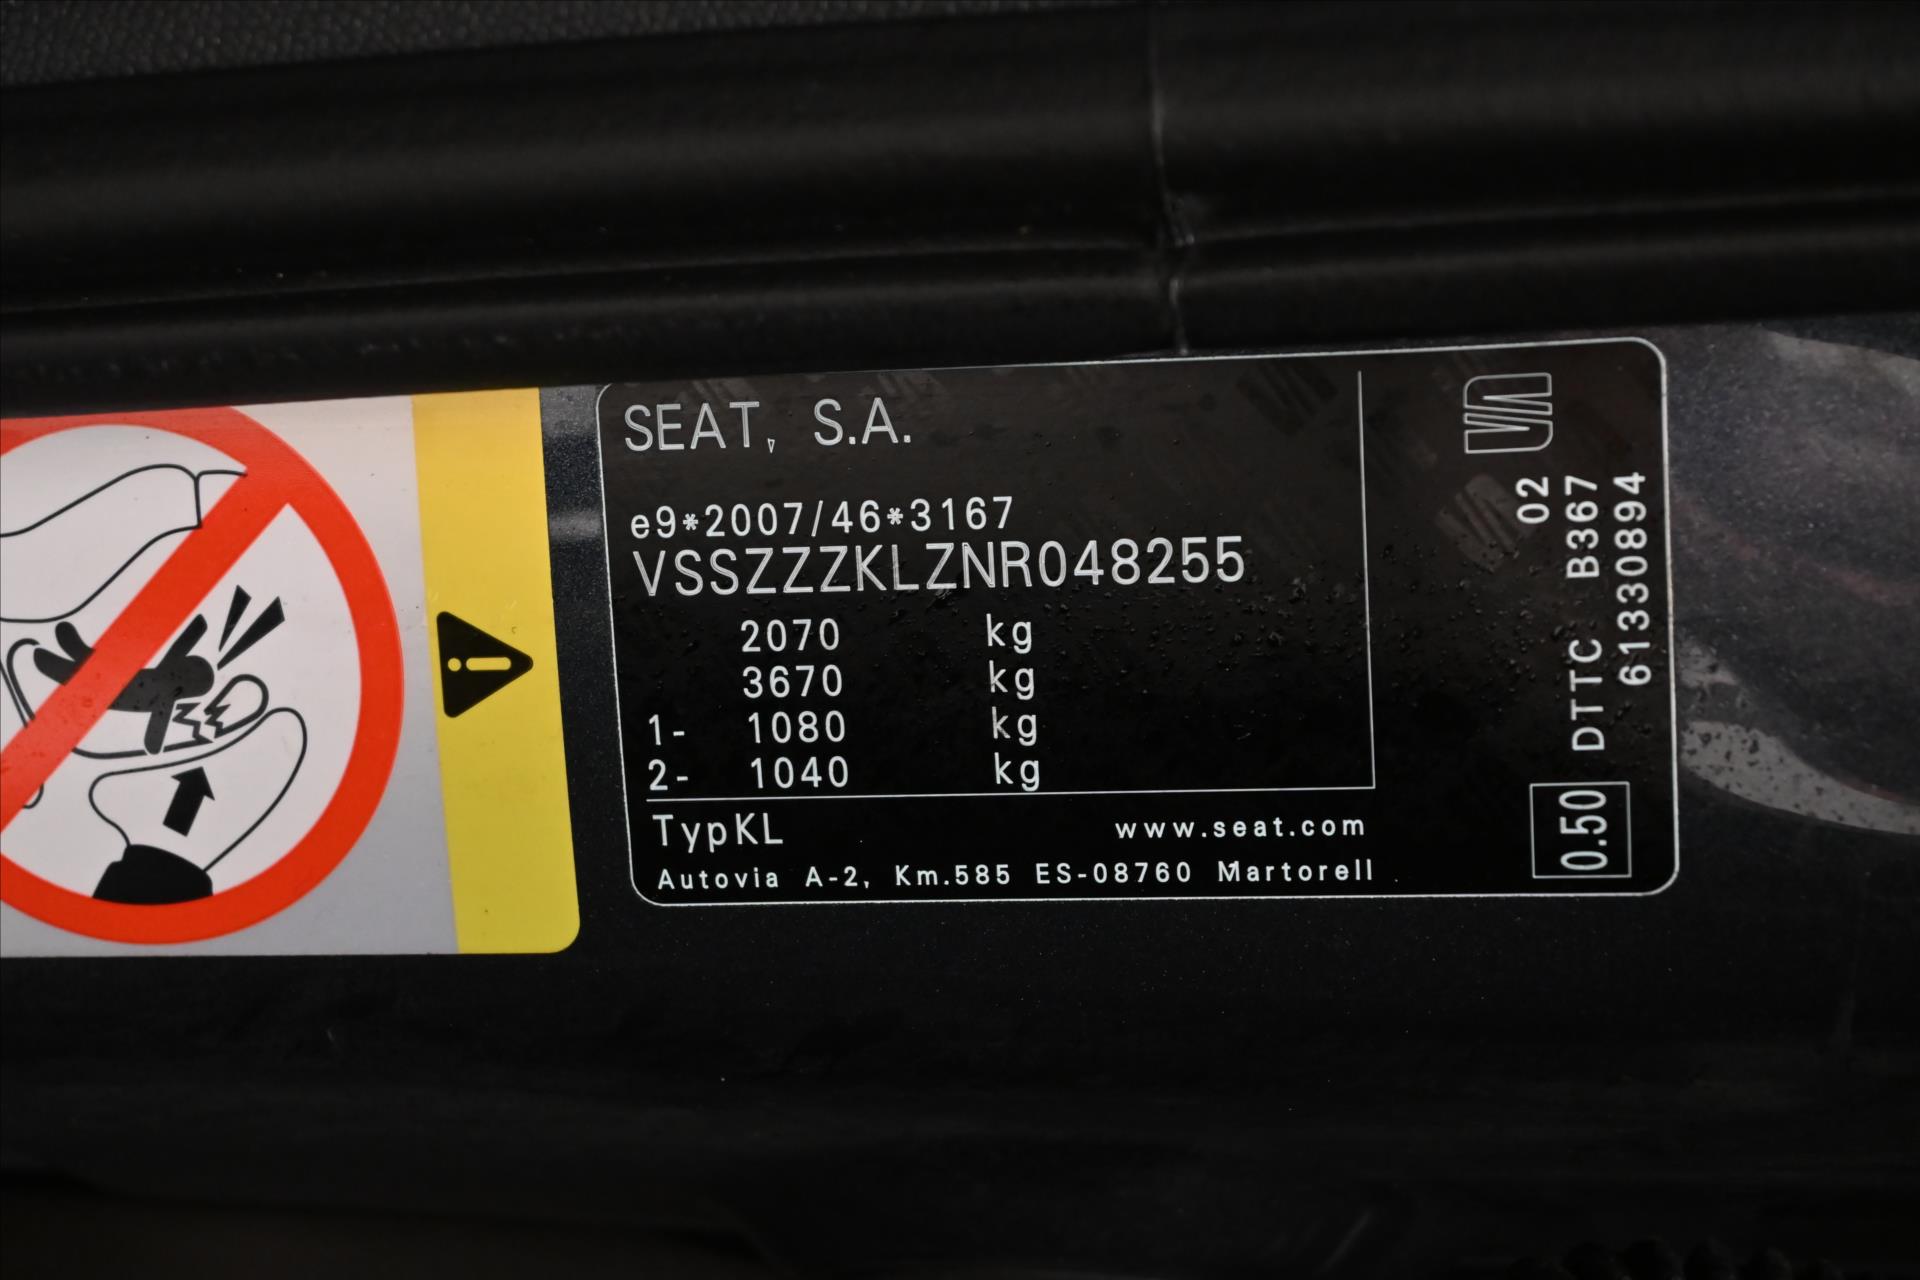 SEAT, S.A.
e9*2007/46*3167
VSSZZZKLZNR048255
2070 kg
3670 kg
1- 1080 kg
2- 1040 kg
TypKL www.seat.com
Autovia A-2, Km.585 ES-08760 Martorell
02
DTTC B367
61330894
0.50